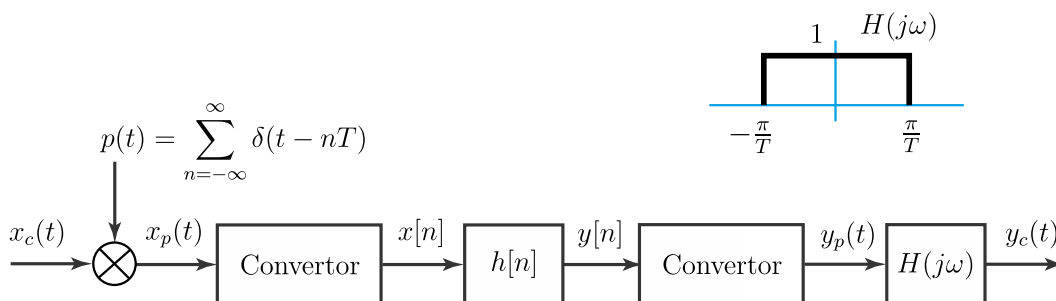 1
H(jω)
-π/T
π/T
p(t) = ∑_{n=-∞}^{∞} δ(t - nT)
x_c(t)
x_p(t)
Convertor
x[n]
h[n]
y[n]
Convertor
y_p(t)
H(jω)
y_c(t)